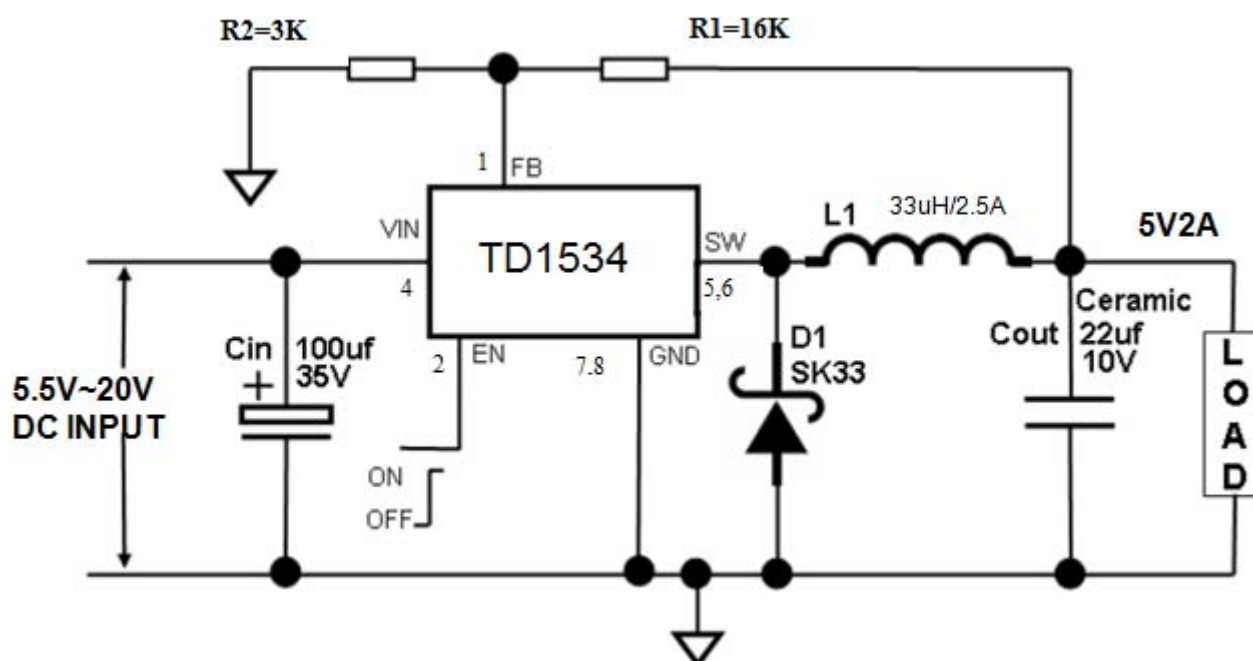 R2=3K
R1=16K
1
FB
VIN
SW
4
TD1534
5,6
L1
33uH/2.5A
5V2A
2
EN
7.8
GND
Cin
100uf
35V
+
5.5V~20V
DC INPUT
ON
OFF
D1
SK33
Ceramic
Cout
22uf
10V
L
O
A
D